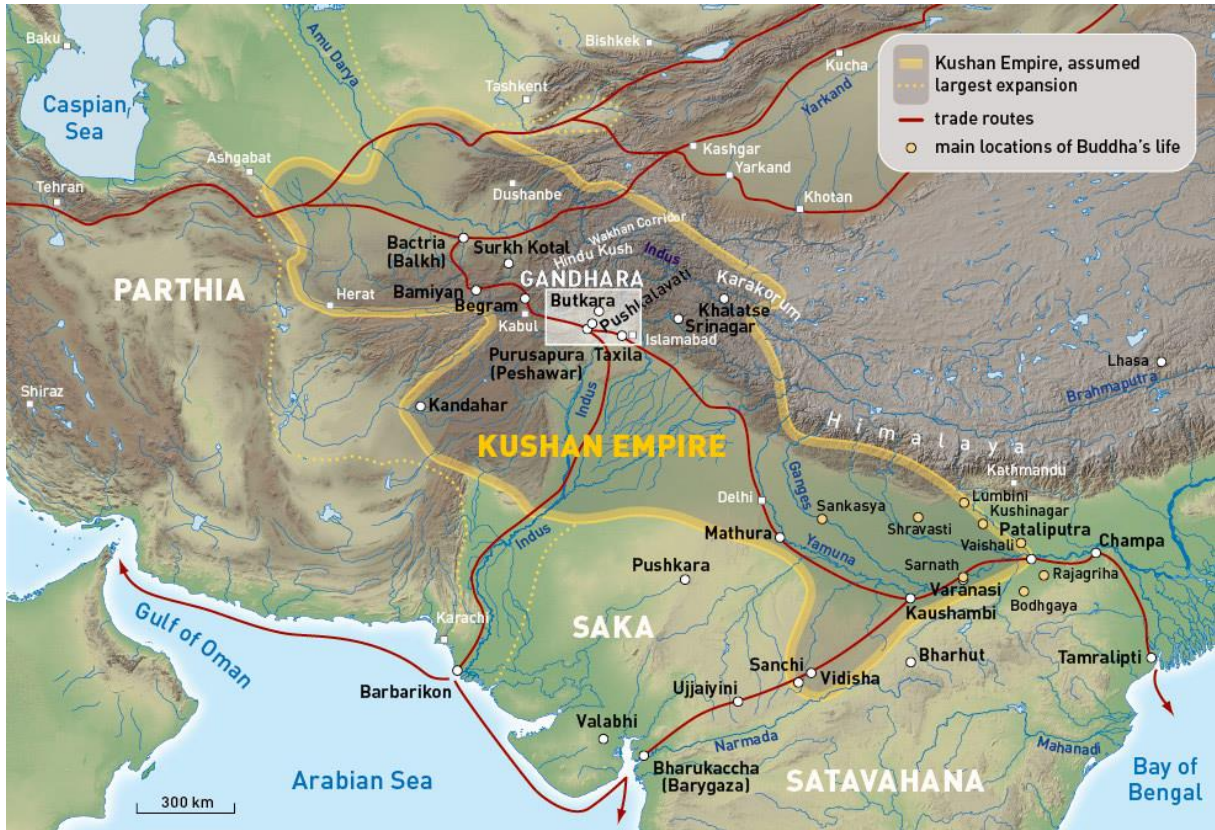 Baku
Caspian
Sea
Amu Darya
Bishkek
Tashkent
Kucha
Yarkand
Kushan Empire, assumed
largest expansion
trade routes
main locations of Buddha's life
Ashgabat
Tehran
Dushanbe
Kashgar
Yarkand
Khotan
Bactria
(Balkh)
Surkh Kotal
Wakhan Corridor
Hindu Kush
Indus
Karakorum
PARTHIA
Herat
Bamiyan
Begram
Kabul
GANDHARA
Butkara
Pushkalavati
Islamabad
Taxila
Purusapura
(Peshawar)
Khalatse
Srinagar
Lhasa
Brahmaputra
Shiraz
Kandahar
Indus
KUSHAN EMPIRE
Himalaya
Kathmandu
Delhi
Ganges
Sankasya
Shravasti
Lumbini
Kushinagar
Pataliputra
Vaishali
Champa
Mathura
Yamuna
Indus
Sarnath
Varanasi
Rajagriha
Kaushambi
Bodhgaya
Pushkara
SAKA
Karachi
Gulf of Oman
Barbarikon
Sanchi
Vidisha
Bharhut
Tamralipti
Ujjaiyini
Valabhi
Narmada
Mahanadi
Bharukaccha
(Barygaza)
SATAVAHANA
Arabian Sea
Bay of
Bengal
300 km